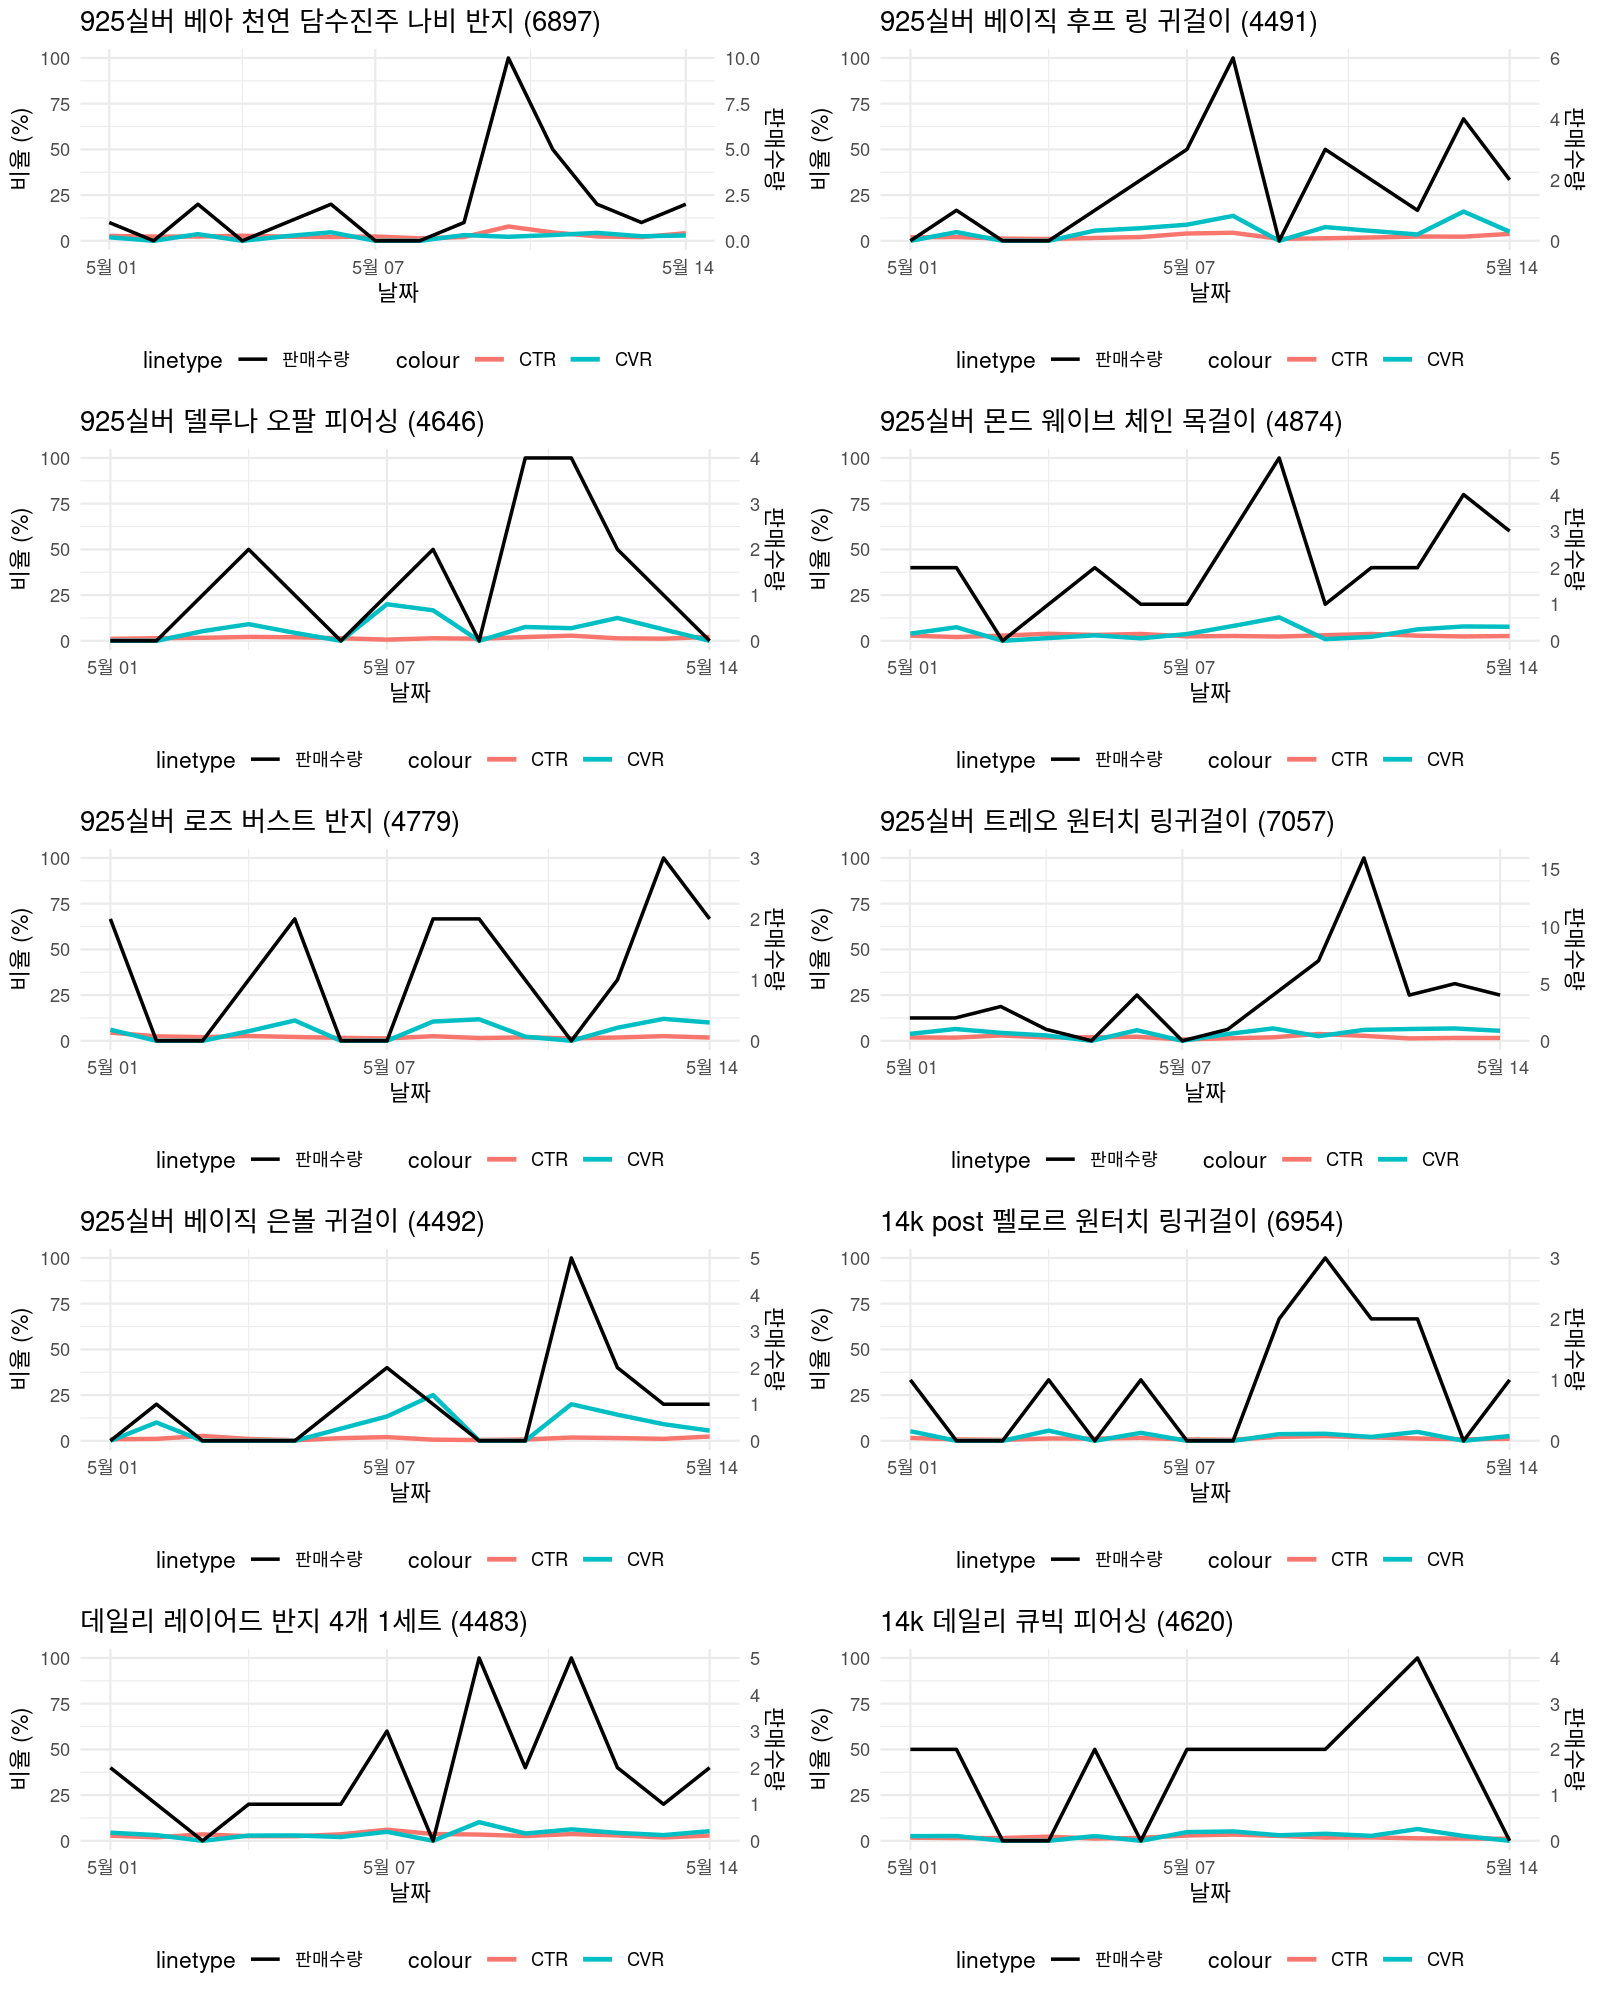 925실버 베아 천연 담수진주 나비 반지 (6897)
100
75
50
25
0
비율 (%)
10.0
7.5
5.0
2.5
0.0
판매수량
5월 01
5월 07
5월 14
날짜
linetype 판매수량 colour CTR CVR
925실버 베이직 후프 링 귀걸이 (4491)
100
75
50
25
0
비율 (%)
6
4
2
0
판매수량
5월 01
5월 07
5월 14
날짜
linetype 판매수량 colour CTR CVR
925실버 델루나 오팔 피어싱 (4646)
100
75
50
25
0
비율 (%)
4
3
2
1
0
판매수량
5월 01
5월 07
5월 14
날짜
linetype 판매수량 colour CTR CVR
925실버 몬드 웨이브 체인 목걸이 (4874)
100
75
50
25
0
비율 (%)
5
4
3
2
1
0
판매수량
5월 01
5월 07
5월 14
날짜
linetype 판매수량 colour CTR CVR
925실버 로즈 버스트 반지 (4779)
100
75
50
25
0
비율 (%)
3
2
1
0
판매수량
5월 01
5월 07
5월 14
날짜
linetype 판매수량 colour CTR CVR
925실버 트레오 원터치 링귀걸이 (7057)
100
75
50
25
0
비율 (%)
15
10
5
0
판매수량
5월 01
5월 07
5월 14
날짜
linetype 판매수량 colour CTR CVR
925실버 베이직 은볼 귀걸이 (4492)
100
75
50
25
0
비율 (%)
5
4
3
2
1
0
판매수량
5월 01
5월 07
5월 14
날짜
linetype 판매수량 colour CTR CVR
14k post 펠로르 원터치 링귀걸이 (6954)
100
75
50
25
0
비율 (%)
3
2
1
0
판매수량
5월 01
5월 07
5월 14
날짜
linetype 판매수량 colour CTR CVR
데일리 레이어드 반지 4개 1세트 (4483)
100
75
50
25
0
비율 (%)
5
4
3
2
1
0
판매수량
5월 01
5월 07
5월 14
날짜
linetype 판매수량 colour CTR CVR
14k 데일리 큐빅 피어싱 (4620)
100
75
50
25
0
비율 (%)
4
3
2
1
0
판매수량
5월 01
5월 07
5월 14
날짜
linetype 판매수량 colour CTR CVR